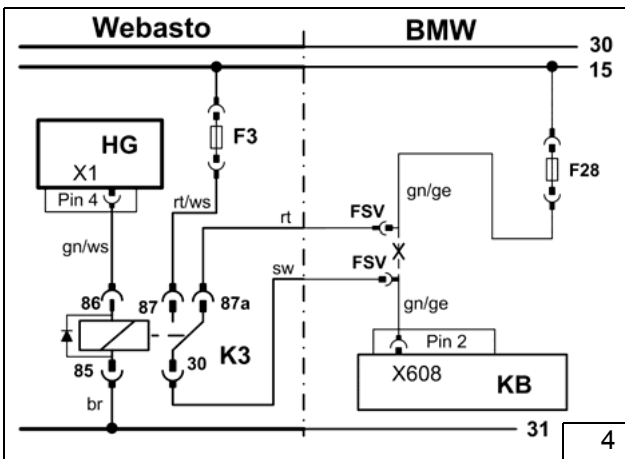 Webasto BMW
30
15
HG
X1
Pin 4
F3
F28
rt/ws
gn/ge
rt
FSV
gn/ws
sw
FSV
86
87
87a
gn/ge
30
K3
Pin 2
85
X608
KB
br
31
4